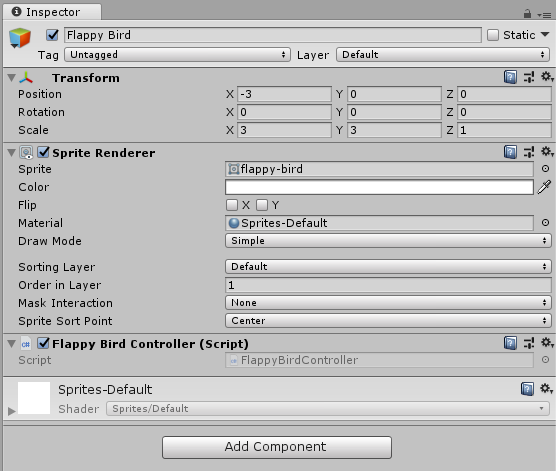 Inspector
Flappy Bird Static
Tag Untagged Layer Default
Transform
Position X -3 Y 0 Z 0
Rotation X 0 Y 0 Z 0
Scale X 3 Y 3 Z 1
Sprite Renderer
Sprite flappy-bird
Color
Flip X Y
Material Sprites-Default
Draw Mode Simple
Sorting Layer Default
Order in Layer 1
Mask Interaction None
Sprite Sort Point Center
Flappy Bird Controller (Script)
Script FlappyBirdController
Sprites-Default
Shader Sprites/Default
Add Component